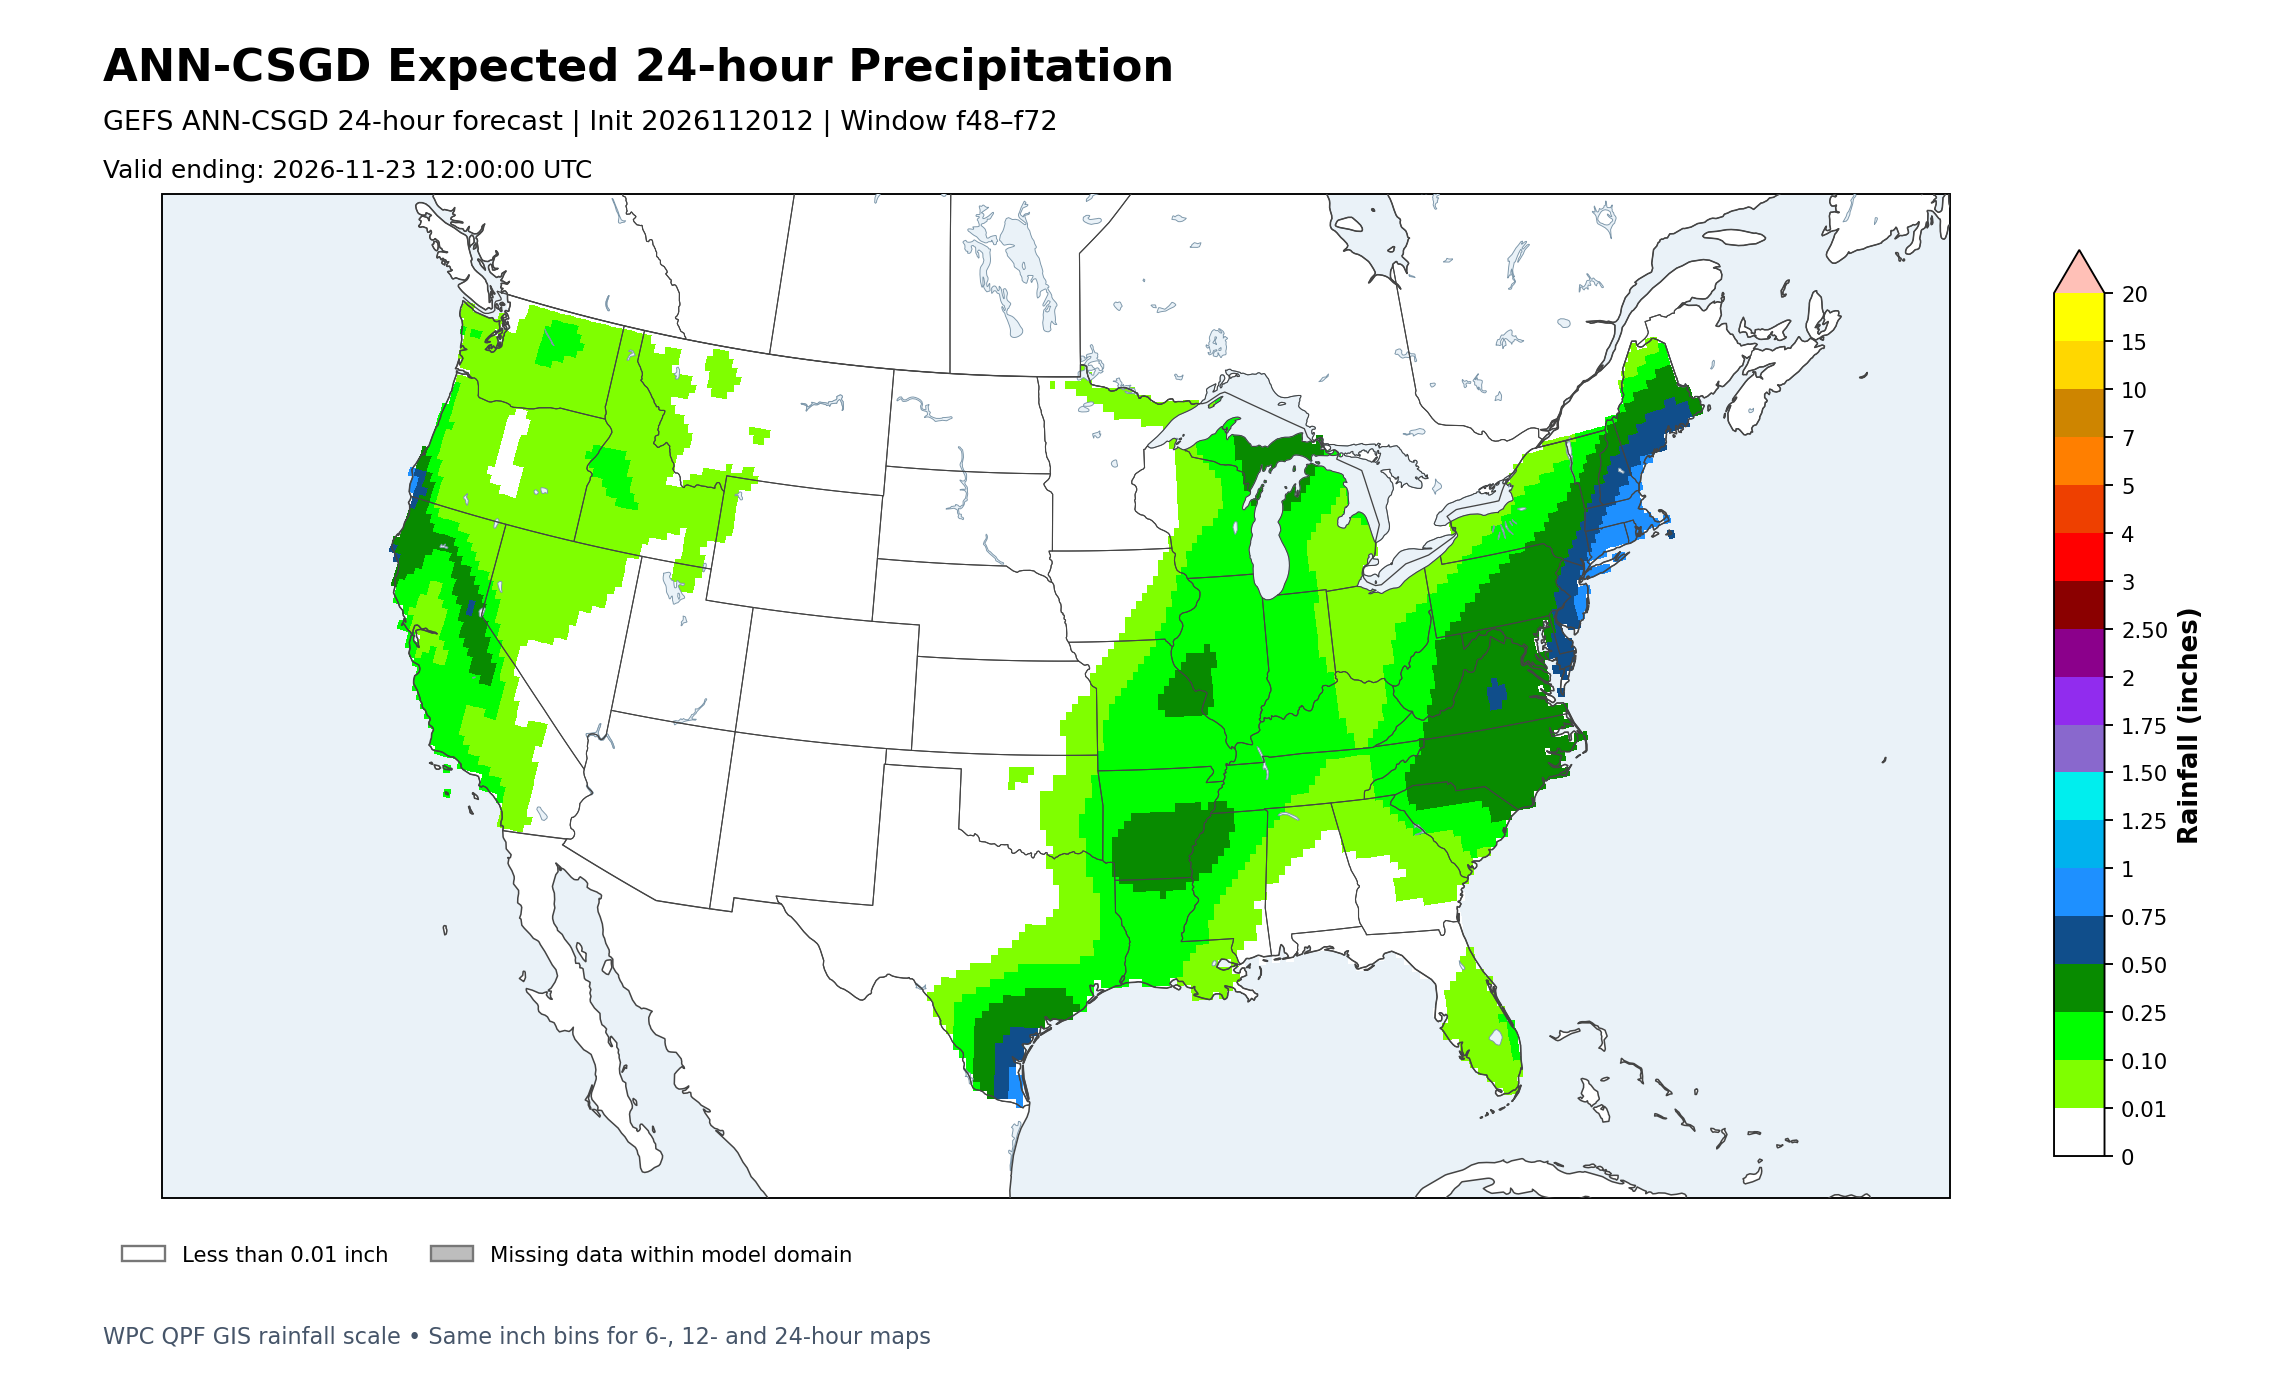 ANN-CSGD Expected 24-hour Precipitation
GEFS ANN-CSGD 24-hour forecast | Init 2026112012 | Window f48–f72
Valid ending: 2026-11-23 12:00:00 UTC
20
15
10
7
5
4
3
2.50
2
1.75
1.50
1.25
1
0.75
0.50
0.25
0.10
0.01
0
Rainfall (inches)
Less than 0.01 inch
Missing data within model domain
WPC QPF GIS rainfall scale • Same inch bins for 6-, 12- and 24-hour maps